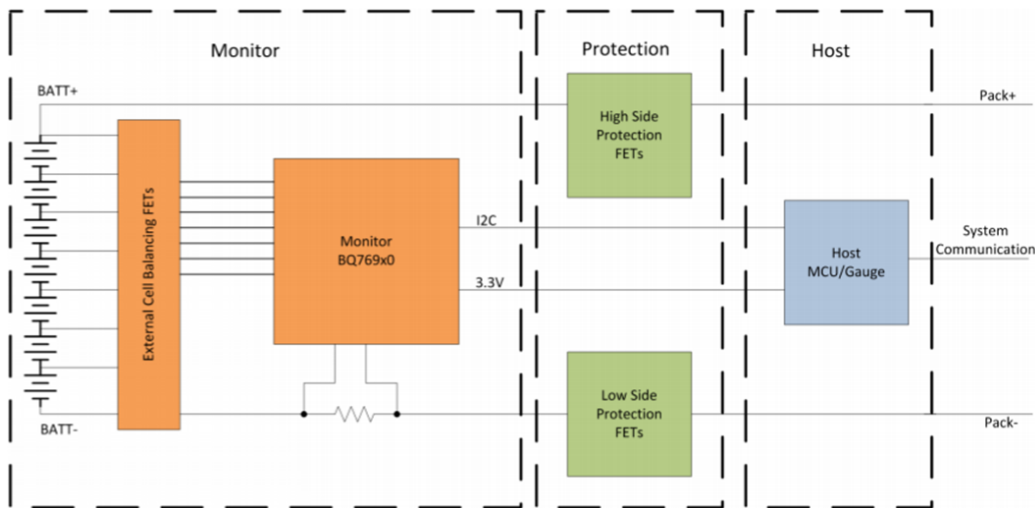 Monitor
Protection
Host
BATT+
Pack+
High Side
Protection
FETs
External Cell Balancing FETs
I2C
Monitor
BQ769x0
System
Communication
Host
MCU/Gauge
3.3V
Low Side
Protection
FETs
BATT-
Pack-